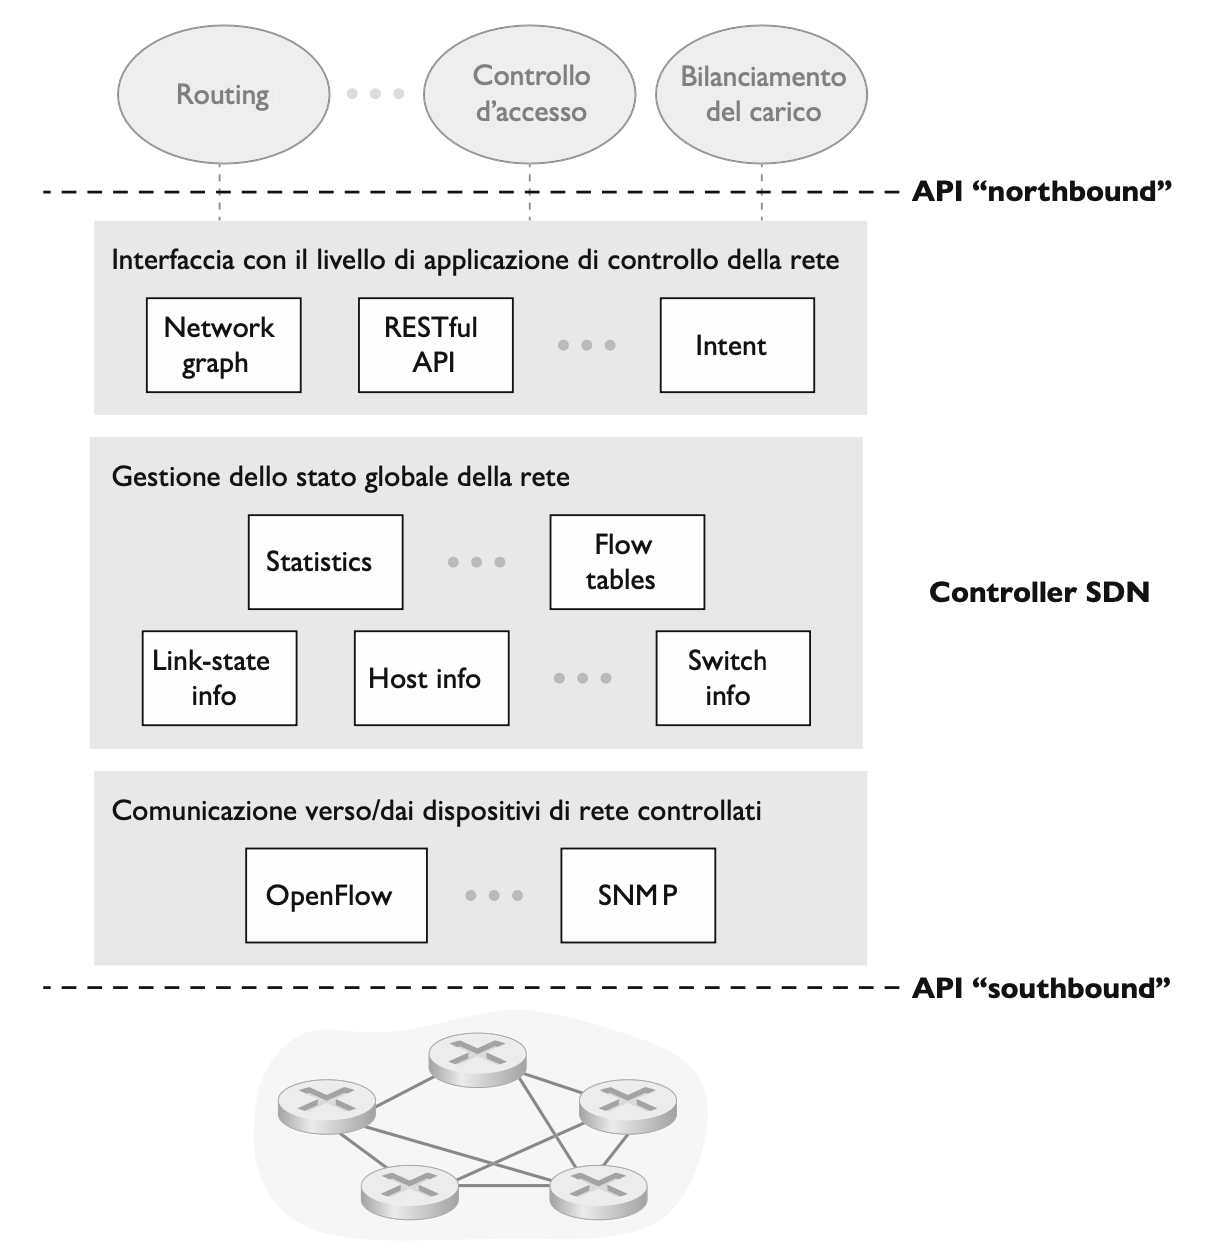 Routing
Controllo
d'accesso
Bilanciamento
del carico
API “northbound”
Interfaccia con il livello di applicazione di controllo della rete
Network
graph
RESTful
API
Intent
Gestione dello stato globale della rete
Statistics
Flow
tables
Controller SDN
Link-state
info
Host info
Switch
info
Comunicazione verso/dai dispositivi di rete controllati
OpenFlow
SNMP
API “southbound”